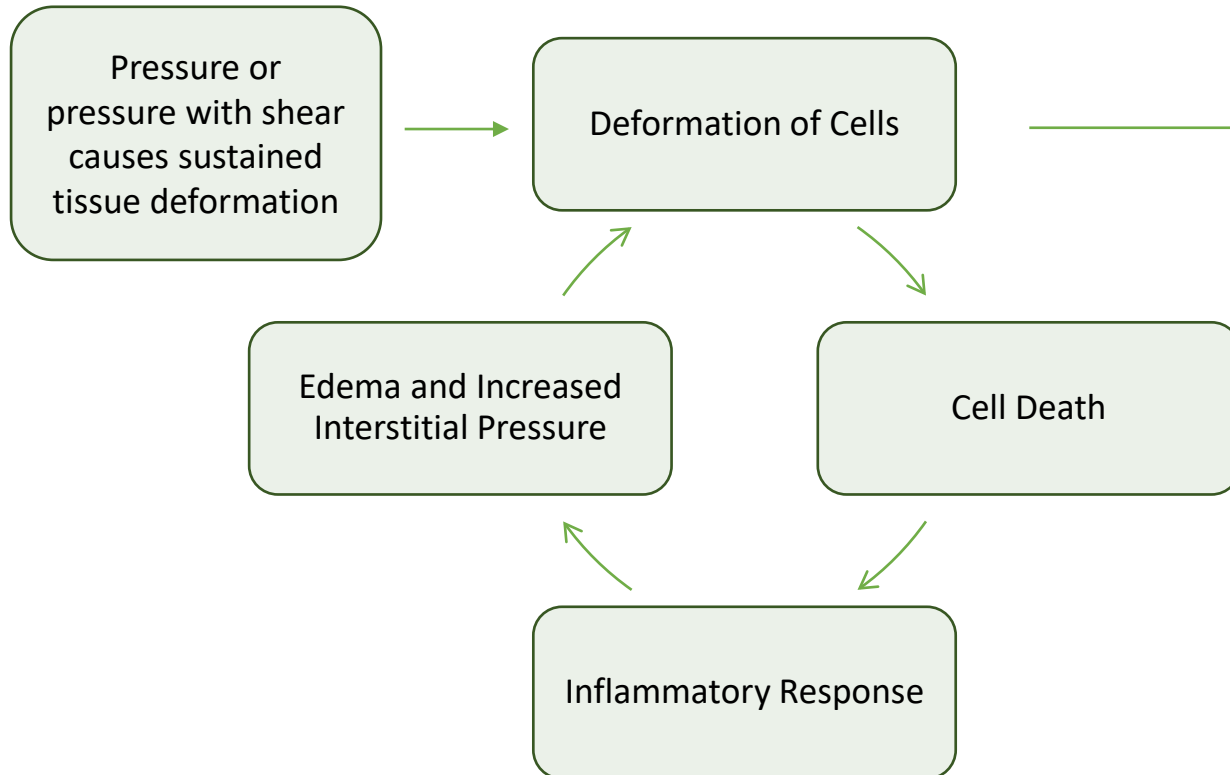 Pressure or
pressure with shear
causes sustained
tissue deformation
Deformation of Cells
Edema and Increased
Interstitial Pressure
Cell Death
Inflammatory Response